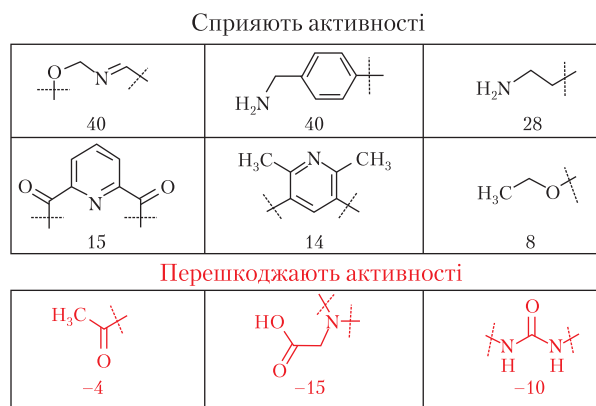 Сприяють активності
O N
40
H₂N
40
H₂N
28
O N O
15
H₃C N CH₃
14
H₃C O
8
Перешкоджають активності
H₃C
O
−4
HO N
O
−15
O
N N
H H
−10